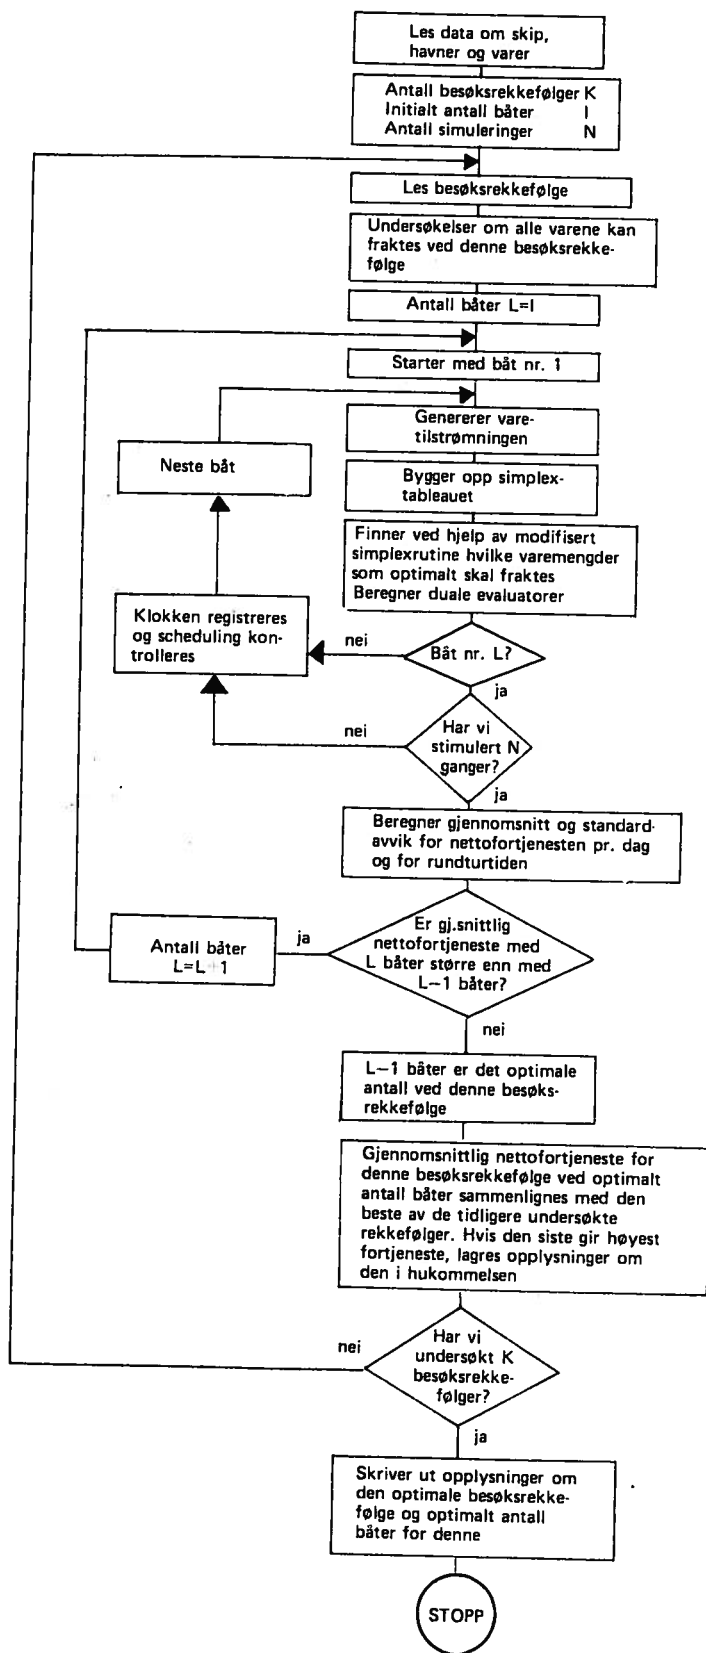 Les data om skip,
havner og varer
Antall besøksrekkefølger K
Initialt antall båter I
Antall simuleringer N
Les besøksrekkefølge
Undersøkelser om alle varene kan
fraktes ved denne besøksrekke-
følge
Antall båter L=I
Starter med båt nr. 1
Genererer vare-
tilstrømningen
Neste båt
Bygger opp simplex-
tableauet
Finner ved hjelp av modifisert
simplexrutine hvilke varemengder
som optimalt skal fraktes
Beregner duale evaluatorer
Klokken registreres
og scheduling kon-
trolleres
nei
Båt nr. L?
ja
nei
Har vi
stimulert N
ganger?
ja
Beregner gjennomsnitt og standard-
avvik for nettofortjenesten pr. dag
og for rundturtiden
Antall båter
L=L+1
ja
Er gj.snittlig
nettofortjeneste med
L båter større enn med
L−1 båter?
nei
L−1 båter er det optimale
antall ved denne besøks-
rekkefølge
Gjennomsnittlig nettofortjeneste for
denne besøksrekkefølge ved optimalt
antall båter sammenlignes med den
beste av de tidligere undersøkte
rekkefølger. Hvis den siste gir høyest
fortjeneste, lagres opplysninger om
den i hukommelsen
nei
Har vi
undersøkt K
besøksrekke-
følger?
ja
Skriver ut opplysninger om
den optimale besøksrekke-
følge og optimalt antall
båter for denne
STOPP